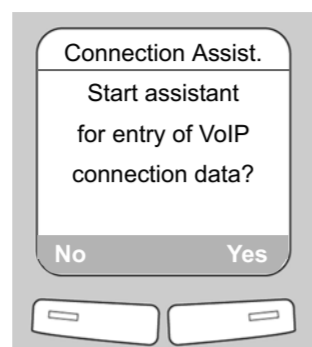 Connection Assist.
Start assistant
for entry of VoIP
connection data?
No Yes